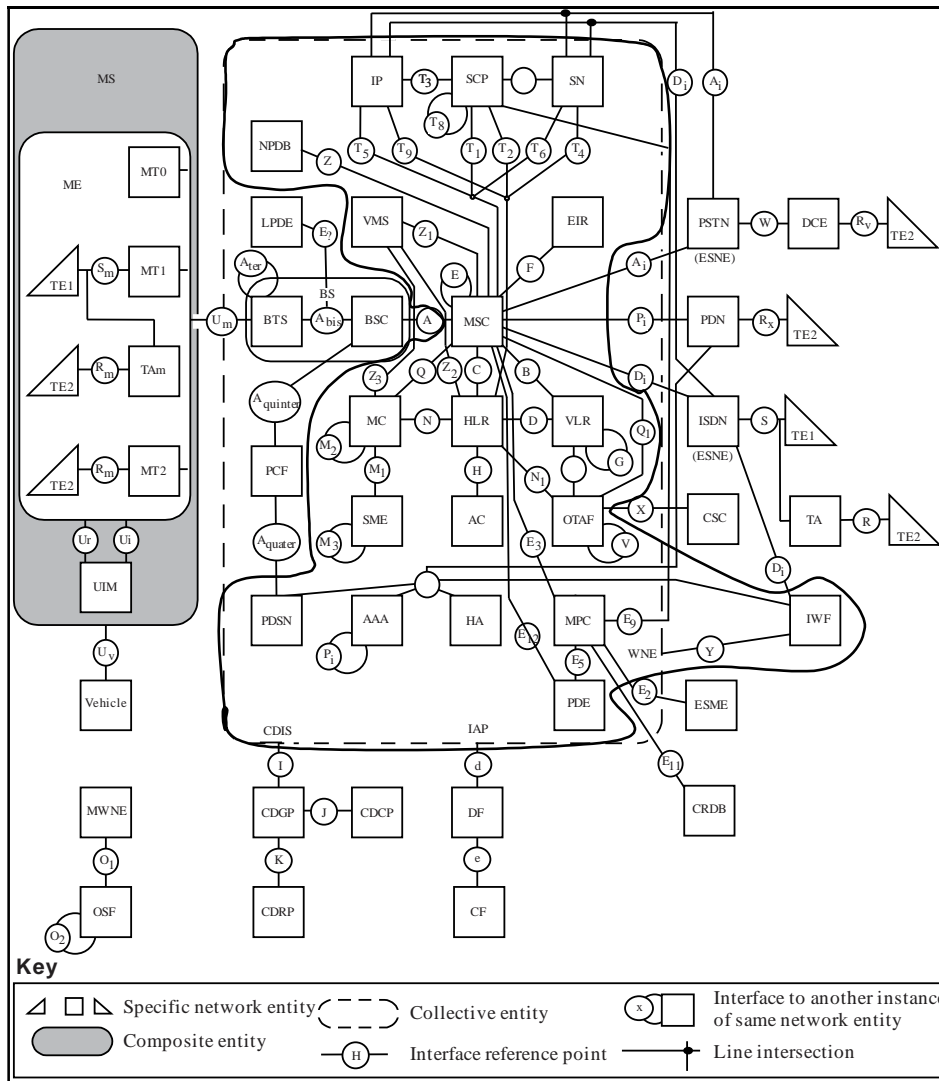 MS
ME
MT0
TE1
Sm
MT1
TE2
Rm
TAm
TE2
Rm
MT2
Ur
Ui
UIM
Uv
Vehicle
MWNE
O1
OSF
O2
Um
IP
T3
SCP
SN
T8
T5
T9
T1
T2
T6
T4
Di
Ai
NPDB
Z
LPDE
E?
VMS
Z1
EIR
F
Ater
BS
BTS
Abis
BSC
A
E
MSC
Ai
PSTN
(ESNE)
W
DCE
Rv
TE2
Pi
PDN
Rx
TE2
Di
ISDN
(ESNE)
S
TE1
Aquinter
Z3
Q
Z2
C
B
MC
N
HLR
D
VLR
Q1
M2
M1
H
N1
G
PCF
SME
AC
OTAF
X
CSC
TA
R
TE2
Aquater
M3
E3
V
Di
PDSN
AAA
HA
E12
MPC
E9
IWF
Pi
E5
WNE
Y
PDE
E2
ESME
CDIS
IAP
I
d
E11
CDGP
J
CDCP
DF
CRDB
K
e
CDRP
CF
Key
Specific network entity
Composite entity
Collective entity
H
Interface reference point
x
Interface to another instance
of same network entity
Line intersection